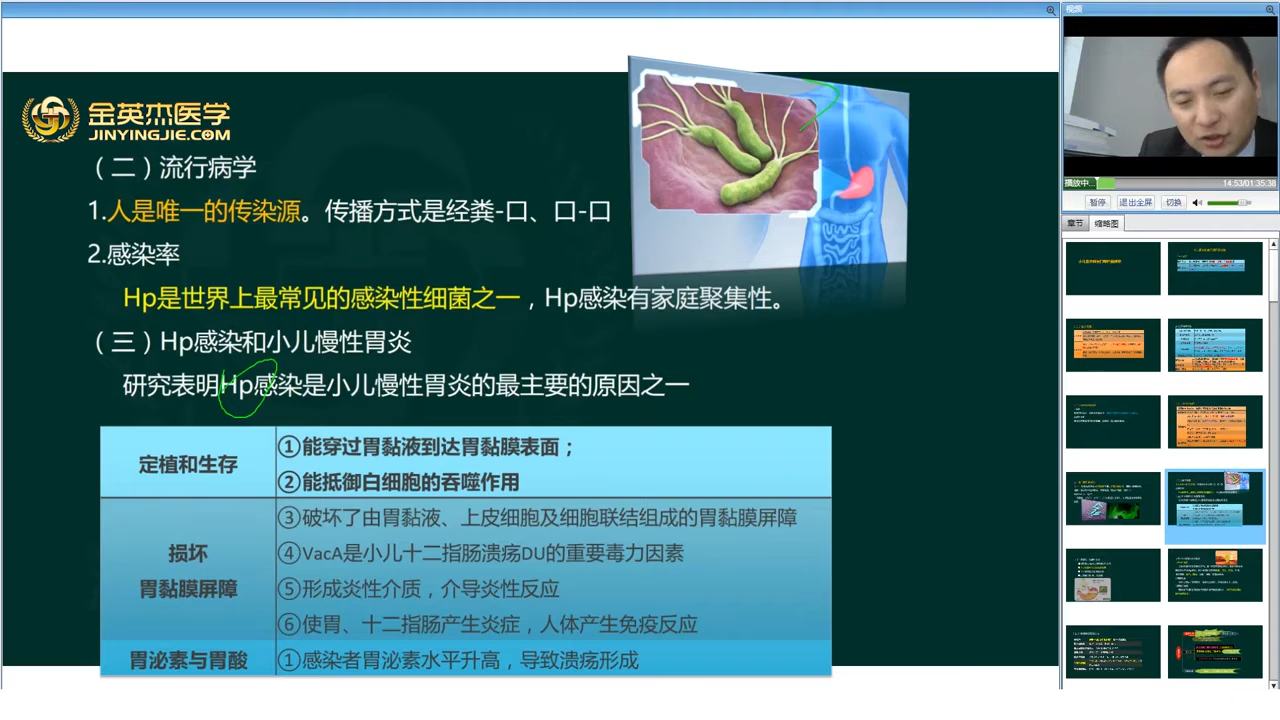 视频
金英杰医学
JINYINGJIE.COM
（二）流行病学
1.人是唯一的传染源。传播方式是经粪-口、口-口
2.感染率
Hp是世界上最常见的感染性细菌之一，Hp感染有家庭聚集性。
（三）Hp感染和小儿慢性胃炎
研究表明Hp感染是小儿慢性胃炎的最主要的原因之一
定植和生存
①能穿过胃黏液到达胃黏膜表面；
②能抵御白细胞的吞噬作用
损坏
胃黏膜屏障
③破坏了由胃黏液、上皮细胞及细胞联结组成的胃黏膜屏障
④VacA是小儿十二指肠溃疡DU的重要毒力因素
⑤形成炎性介质，介导炎性反应
⑥使胃、十二指肠产生炎症，人体产生免疫反应
胃泌素与胃酸
①感染者胃泌素水平升高，导致溃疡形成
播放中...
14:53/01:35:38
暂停
退出全屏
切换
章节
缩略图